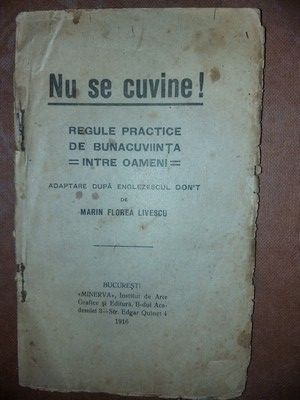 Nu se cuvine!
REGULE PRACTICE
DE BUNACUVIINȚA
= INTRE OAMENI =
ADAPTARE DUPĂ ENGLEZESCUL DON'T
DE
MARIN FLOREA LIVESCU
BUCUREȘTI
«MINERVA», Institut de Arte
Grafice și Editură, B-dul Aca-
demiei 3—Str. Edgar Quinet 4
1916